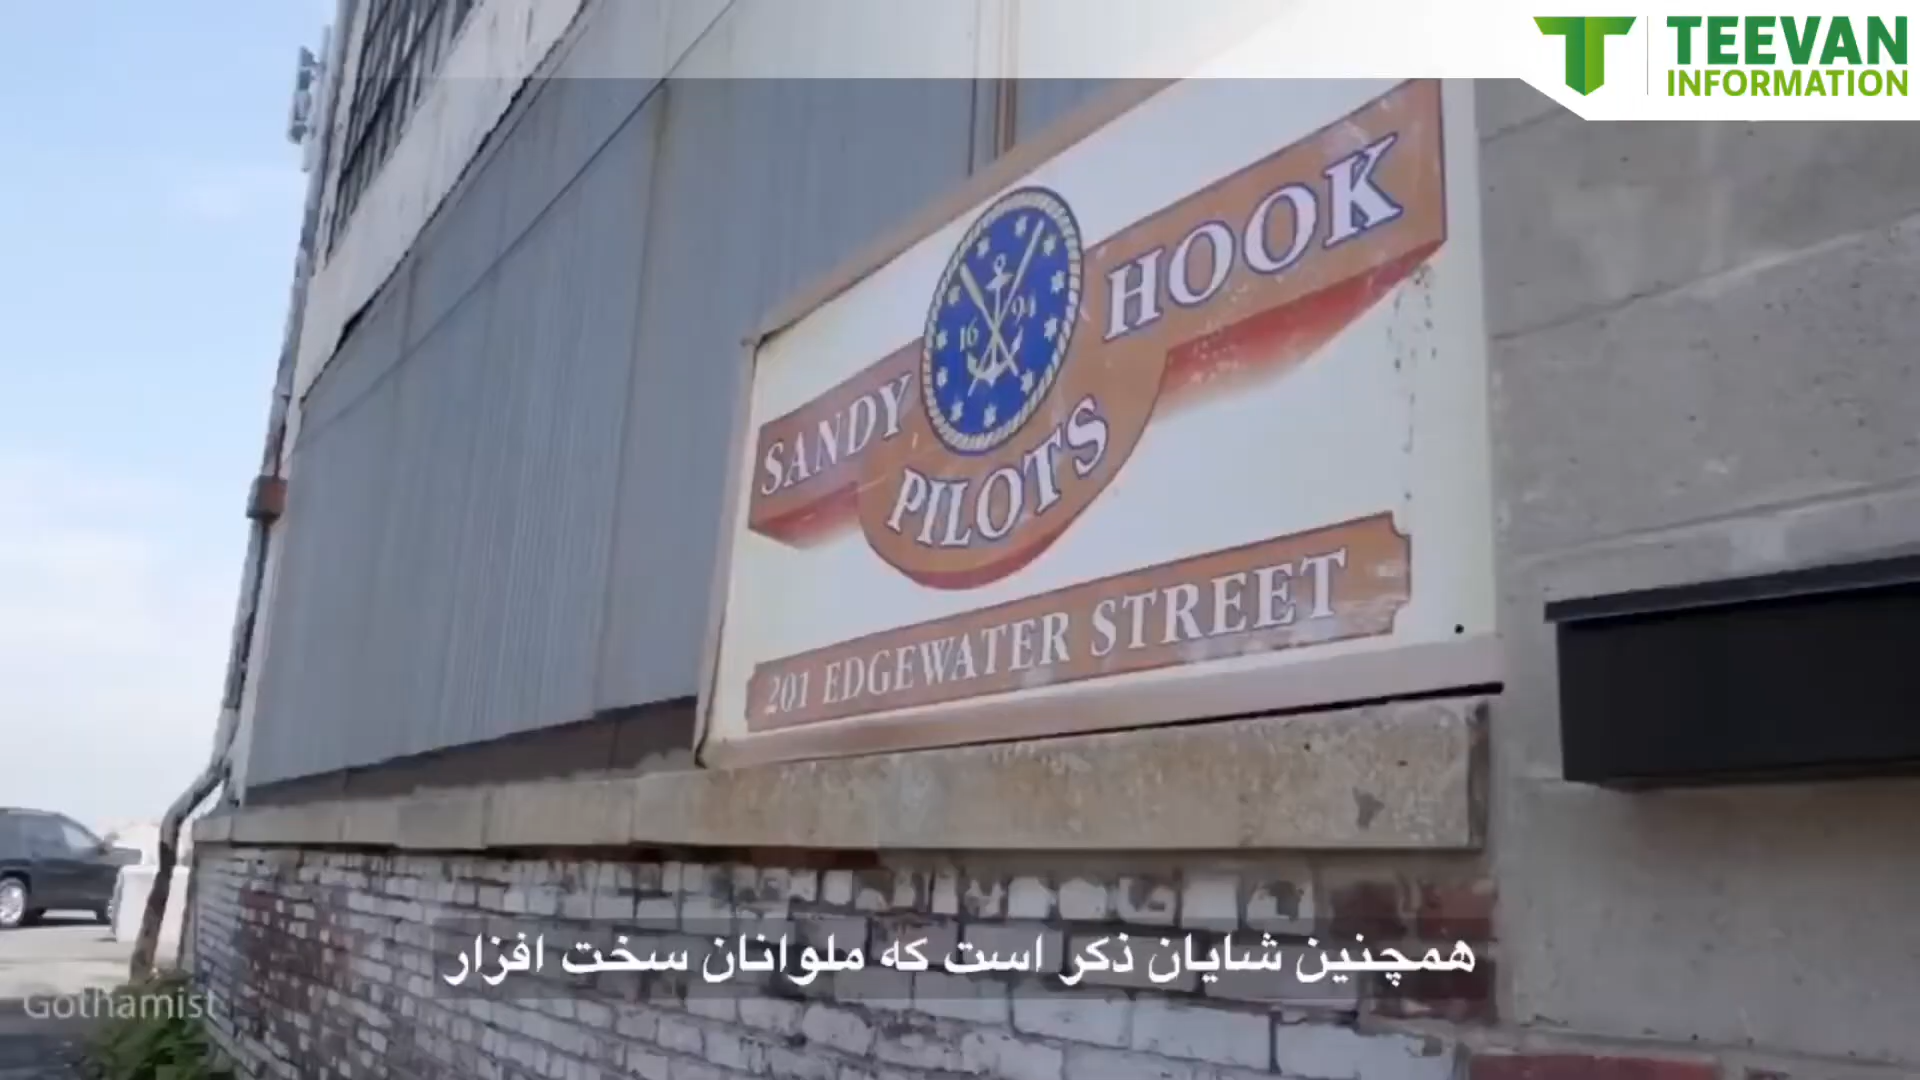 TEEVAN
INFORMATION
SANDY HOOK
PILOTS
16 94
201 EDGEWATER STREET
همچنین شایان ذکر است که ملوانان سخت افزار
Gothamist